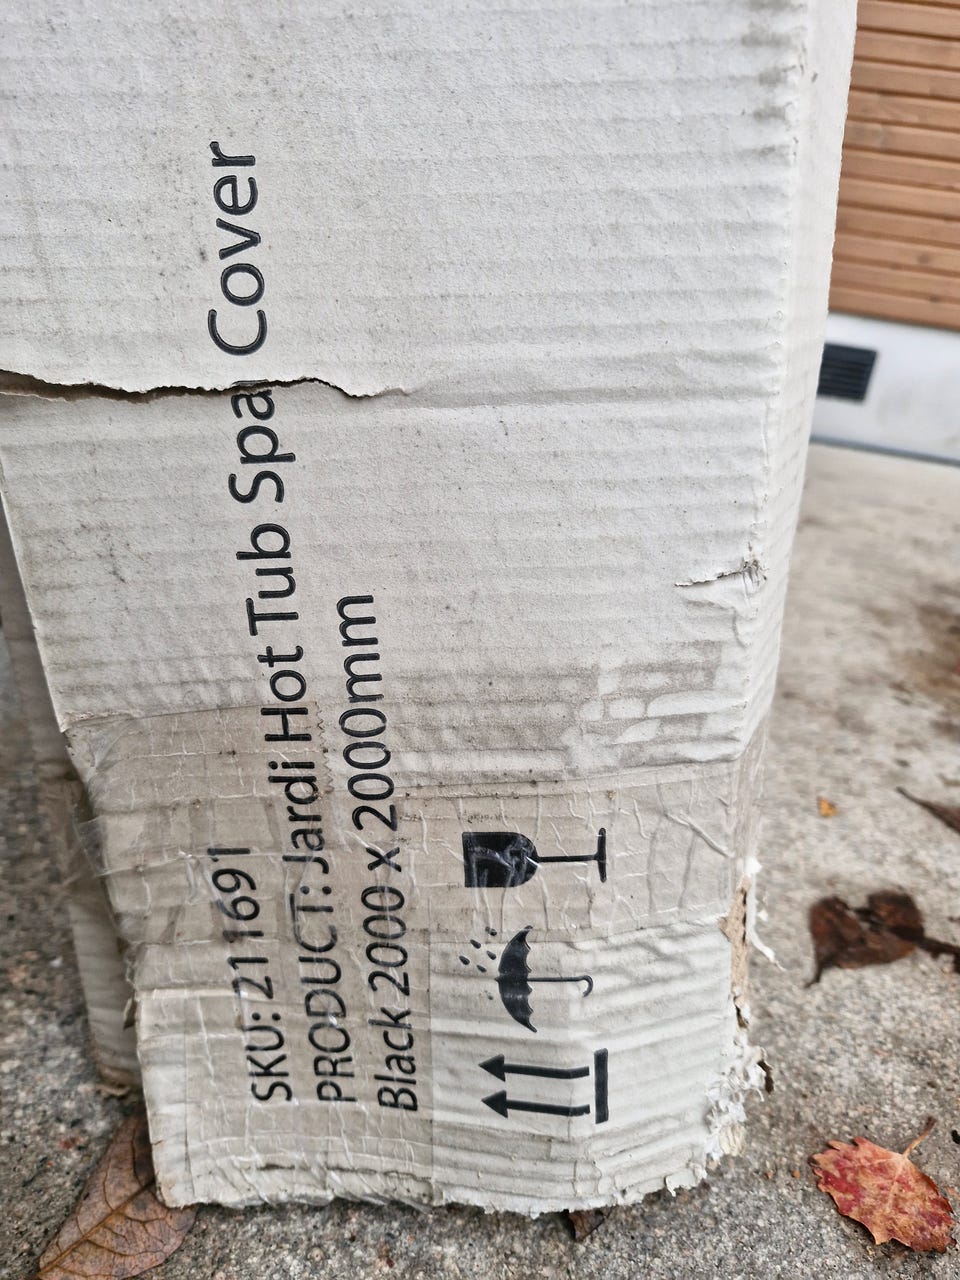 SKU: 211691
PRODUCT: Jardi Hot Tub Spa Cover
Black 2000 x 2000mm